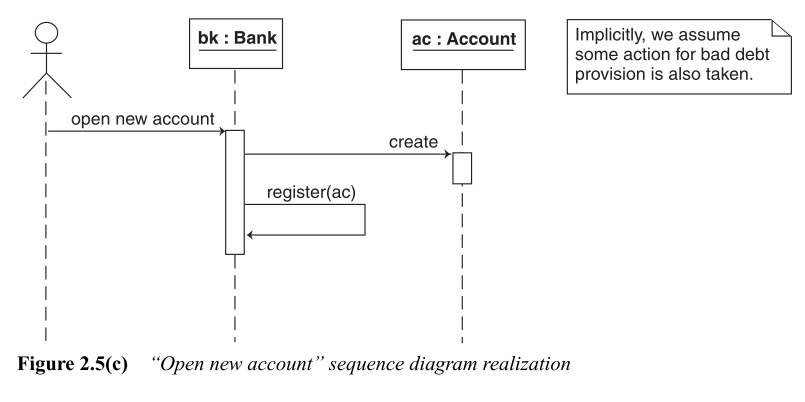 bk : Bank
ac : Account
Implicitly, we assume
some action for bad debt
provision is also taken.
open new account
create
register(ac)
Figure 2.5(c) “Open new account” sequence diagram realization